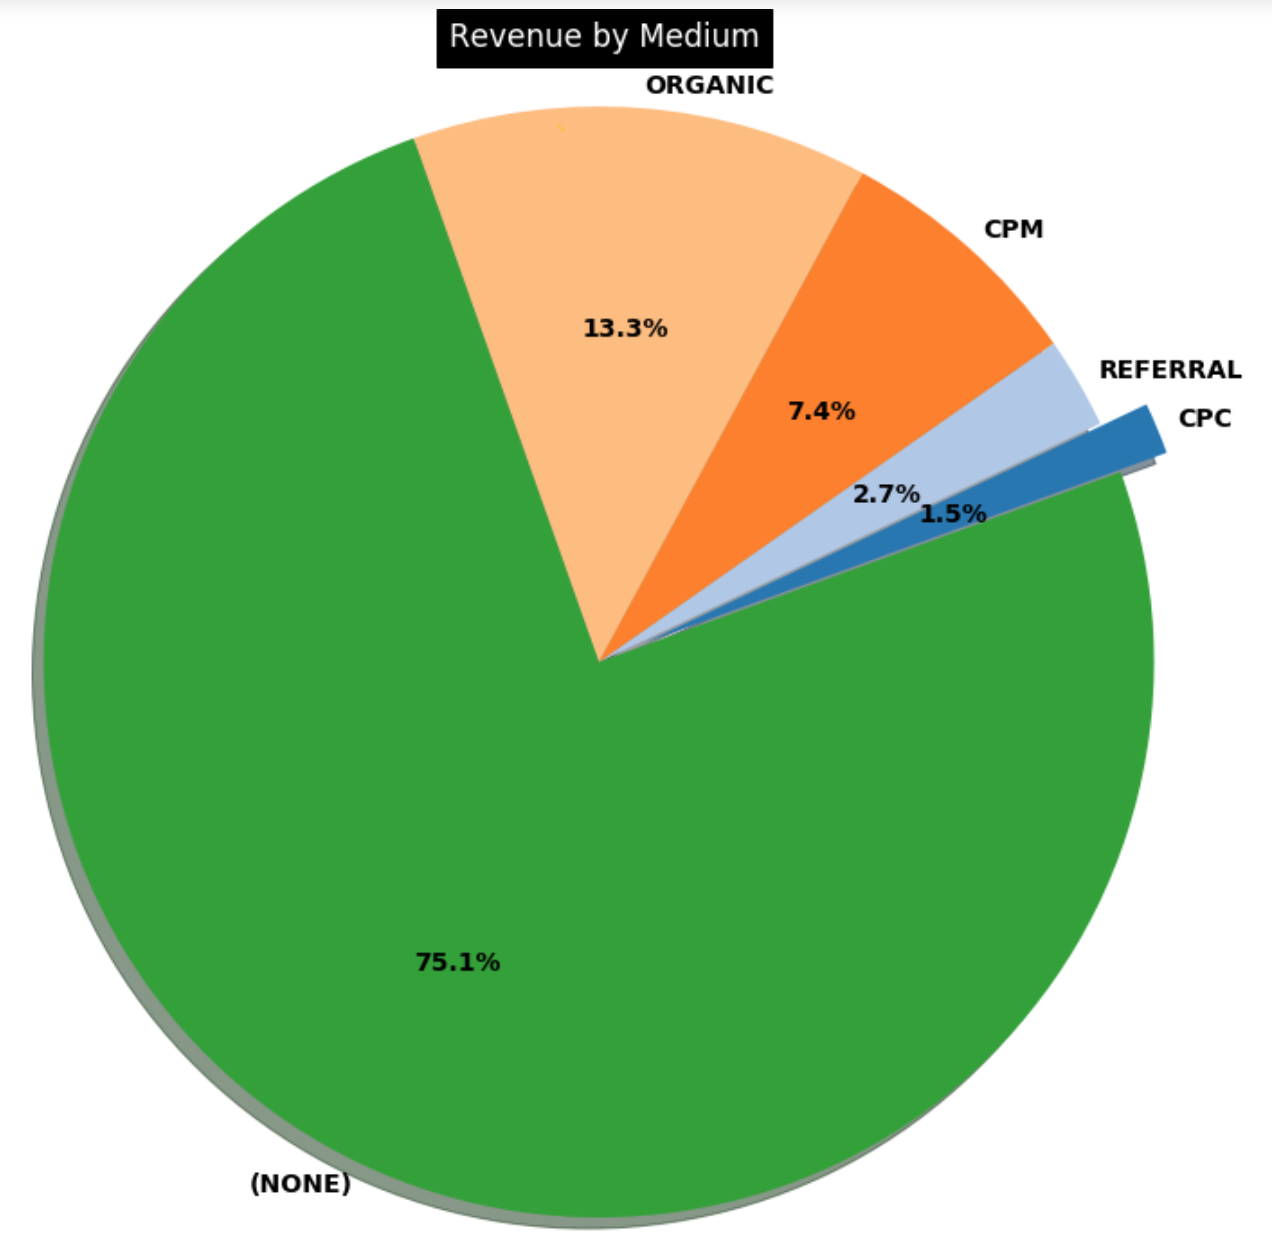 Revenue by Medium
ORGANIC
CPM
13.3%
REFERRAL
7.4%
CPC
2.7%
1.5%
75.1%
(NONE)